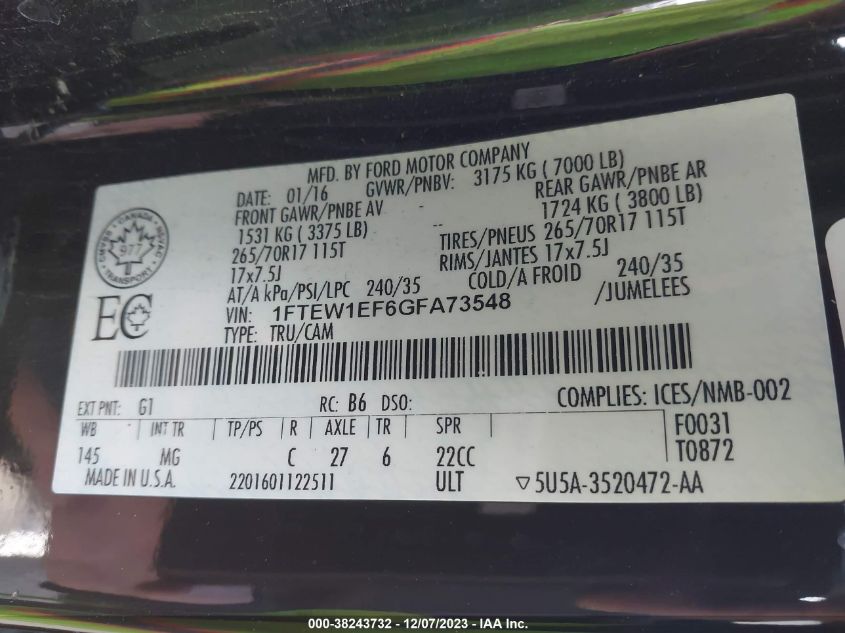 MFD. BY FORD MOTOR COMPANY
DATE: 01/16 GVWR/PNBV: 3175 KG ( 7000 LB)
FRONT GAWR/PNBE AV REAR GAWR/PNBE AR
1531 KG ( 3375 LB) -- 1724 KG ( 3800 LB)
265/70R17 115T TIRES/PNEUS 265/70R17 115T
17x7.5J RIMS/JANTES 17x7.5J
AT/A kPa/PSI/LPC 240/35 COLD/A FROID 240/35
VIN: 1FTEW1EF6GFA73548 /JUMELEES
TYPE: TRU/CAM
CANADA
TRANSPORT
977
EC
EXT PNT: G1 RC: B6 DSO: COMPLIES: ICES/NMB-002
WB INT TR TP/PS R AXLE TR SPR F0031
145 MG C 27 6 22CC T0872
MADE IN U.S.A. 2201601122511 ULT ▽5U5A-3520472-AA
000-38243732 - 12/07/2023 - IAA Inc.